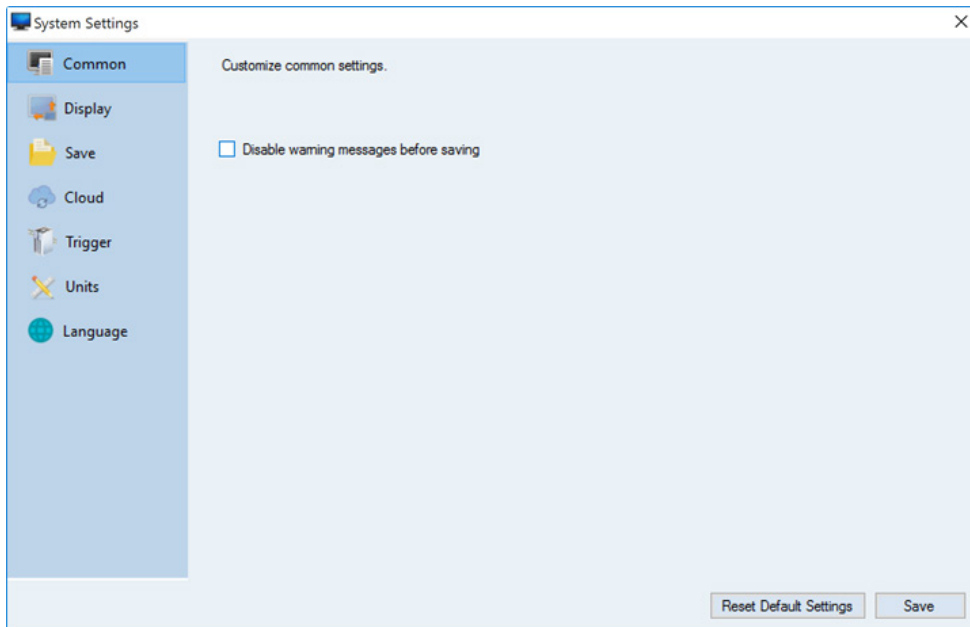 System Settings
Common
Display
Save
Cloud
Trigger
Units
Language
Customize common settings.
Disable warning messages before saving
Reset Default Settings
Save